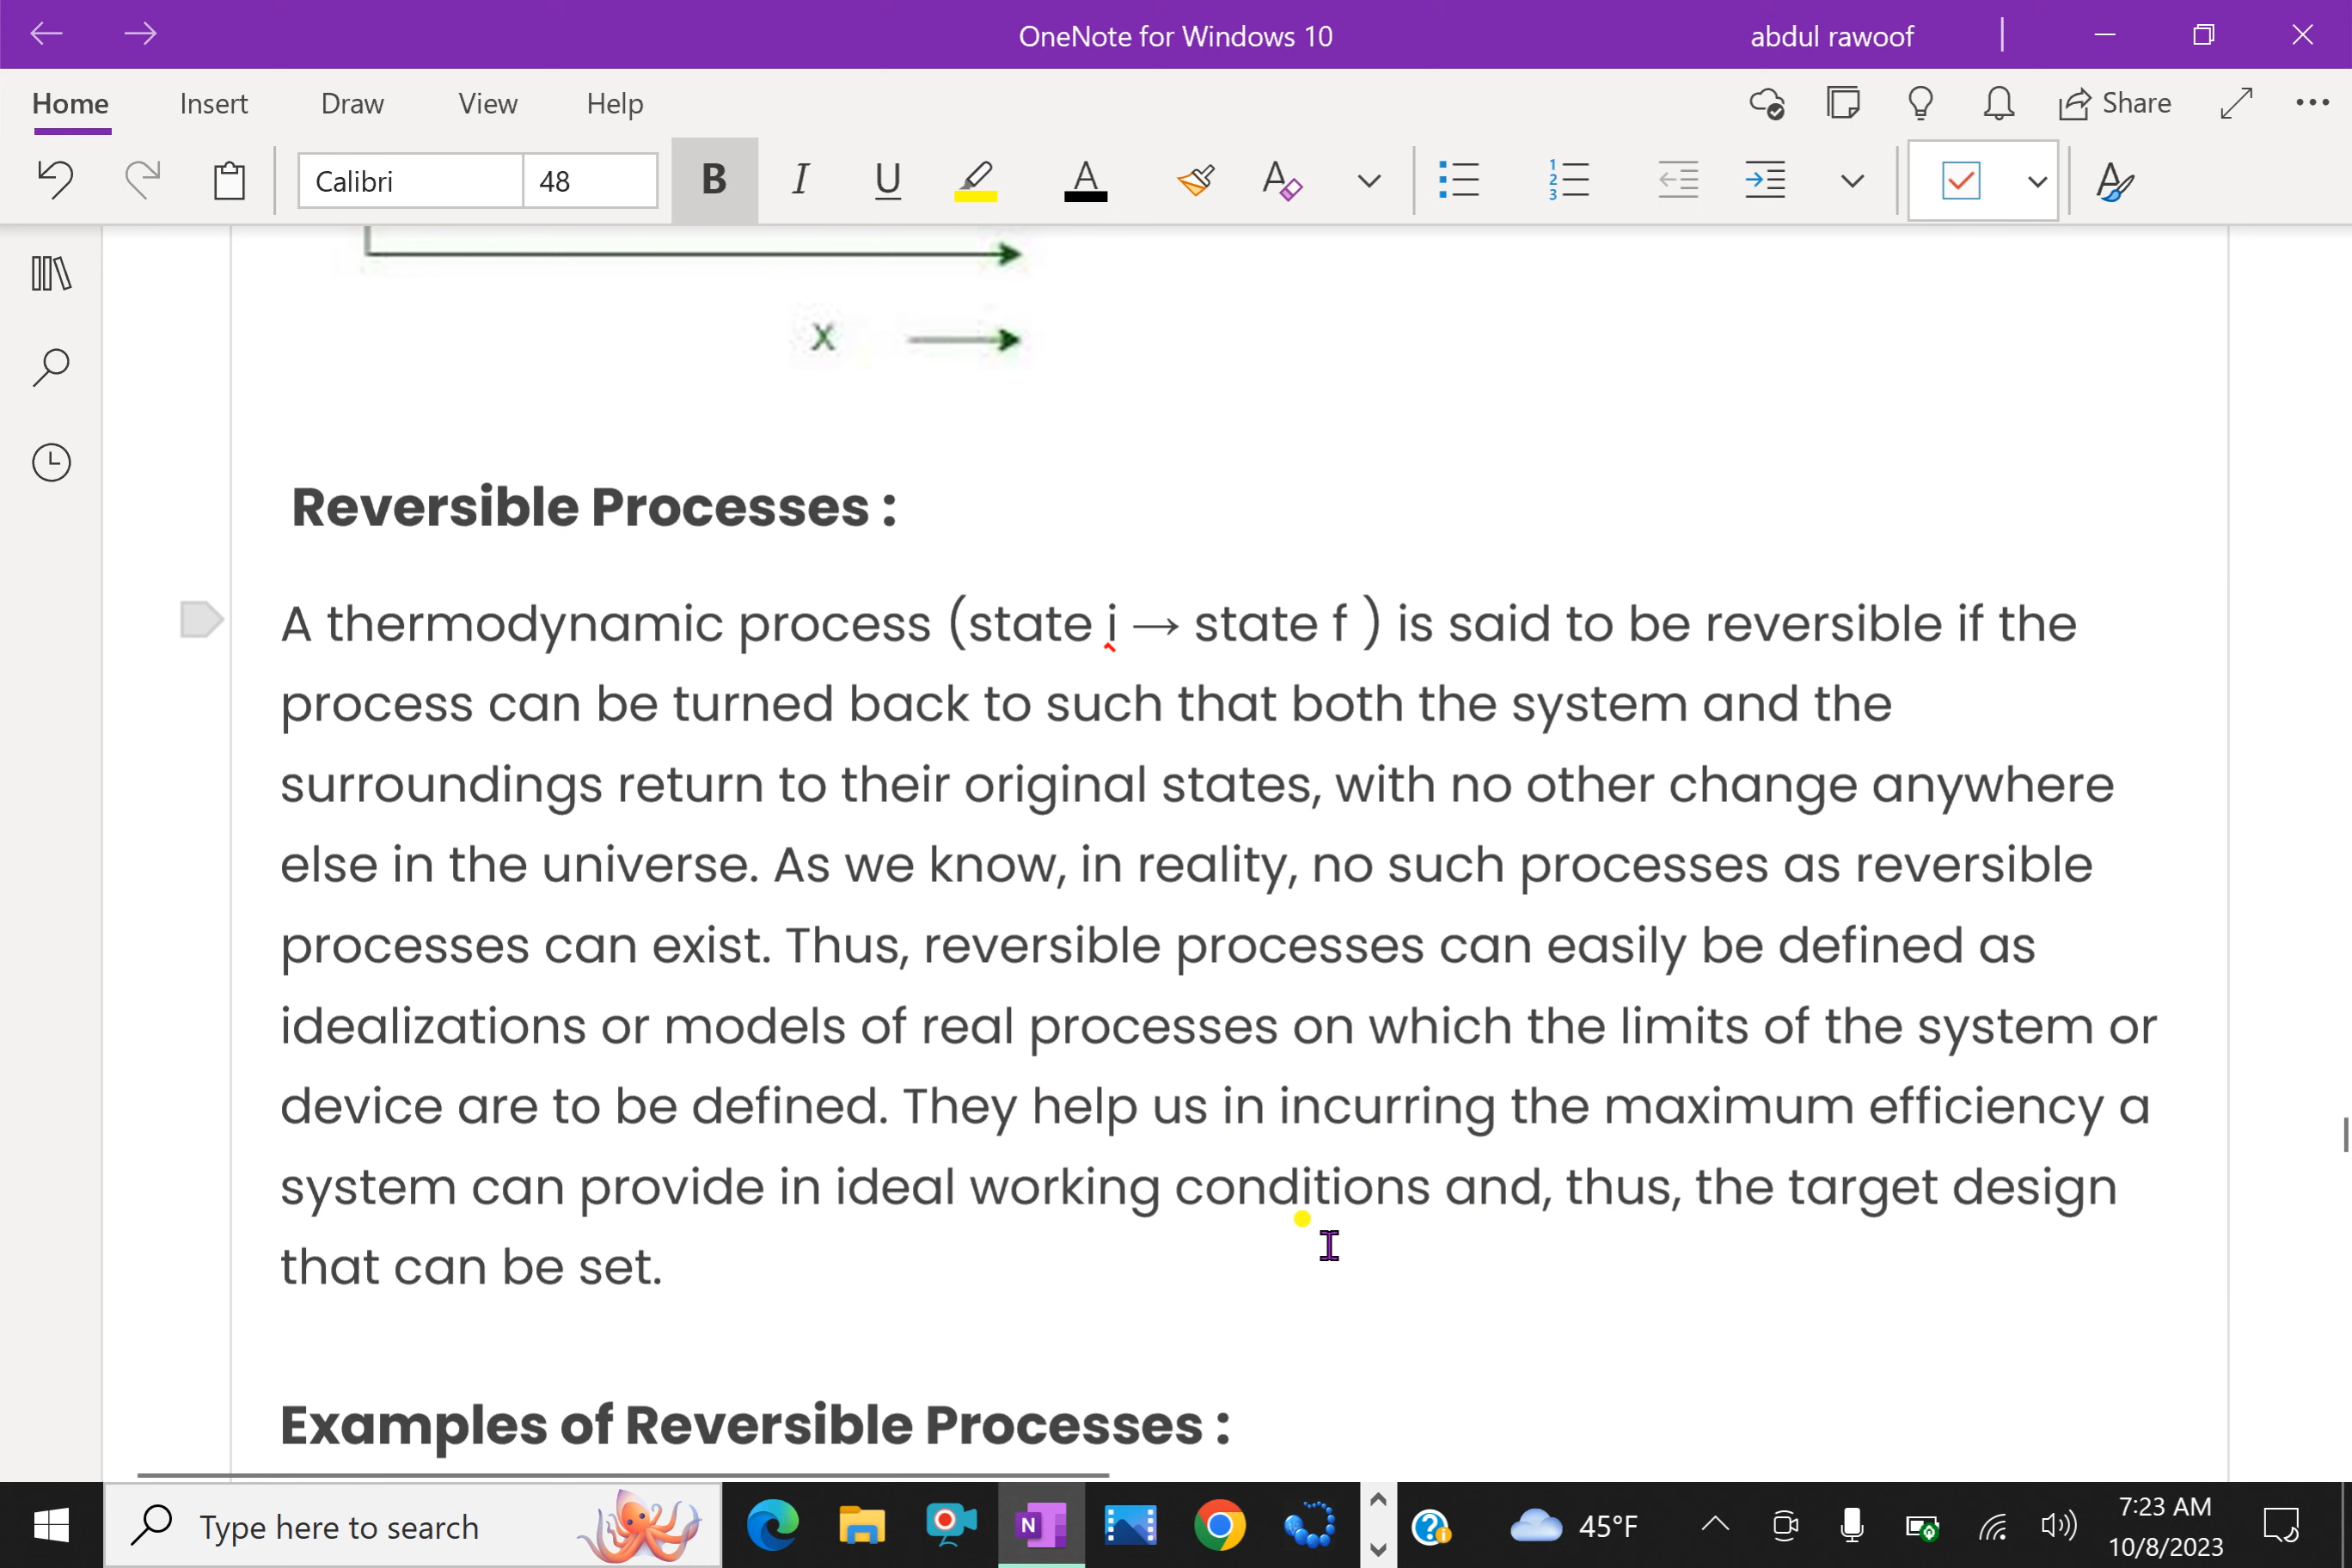 OneNote for Windows 10
abdul rawoof
Home Insert Draw View Help
Share
Calibri 48 B I U A A
1
2
3
A
X
Reversible Processes :
A thermodynamic process (state i → state f ) is said to be reversible if the
process can be turned back to such that both the system and the
surroundings return to their original states, with no other change anywhere
else in the universe. As we know, in reality, no such processes as reversible
processes can exist. Thus, reversible processes can easily be defined as
idealizations or models of real processes on which the limits of the system or
device are to be defined. They help us in incurring the maximum efficiency a
system can provide in ideal working conditions and, thus, the target design
that can be set.
Examples of Reversible Processes :
Type here to search
N
45°F
7:23 AM
10/8/2023